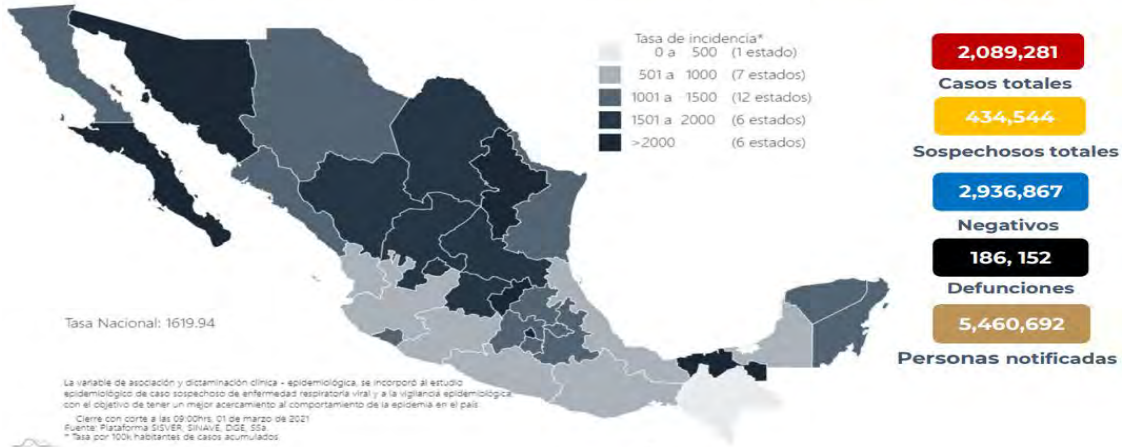 Tasa de incidencia*
0 a 500 (1 estado)
501 a 1000 (7 estados)
1001 a 1500 (12 estados)
1501 a 2000 (6 estados)
>2000 (6 estados)
Tasa Nacional: 1619.94
La variable de asociación y dictaminación clínica - epidemiológica, se incorporó al estudio
epidemiológico de caso sospechoso de enfermedad respiratoria viral y a la vigilancia epidemiológica,
con el objetivo de tener un mejor acercamiento al comportamiento de la epidemia en el país
Cierre con corte a las 09:00hrs, 01 de marzo de 2021
Fuente: Plataforma SISVER, SINAVE, DGE, SSa.
* Tasa por 100k habitantes de casos acumulados
2,089,281
Casos totales
434,544
Sospechosos totales
2,936,867
Negativos
186, 152
Defunciones
5,460,692
Personas notificadas